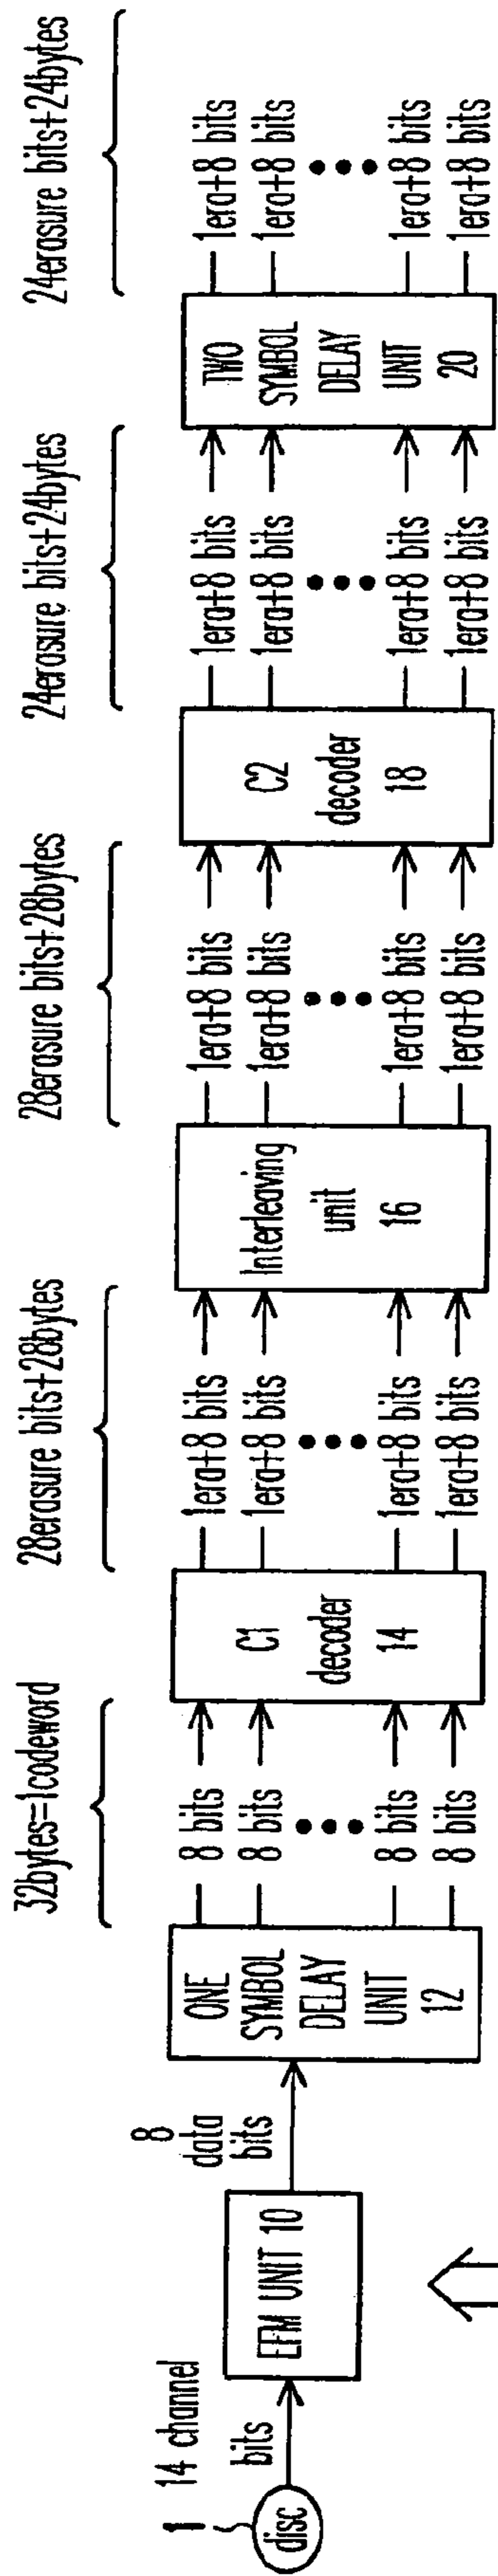 32bytes=1codeword
28erasure bits+28bytes
28erasure bits+28bytes
24erasure bits+24bytes
24erasure bits+24bytes
1
disc
14 channel
bits
EFM UNIT 10
8
data
bits
ONE
SYMBOL
DELAY
UNIT
12
8 bits
8 bits
8 bits
8 bits
C1
decoder
14
1era+8 bits
1era+8 bits
1era+8 bits
1era+8 bits
Interleaving
unit
16
1era+8 bits
1era+8 bits
1era+8 bits
1era+8 bits
C2
decoder
18
1era+8 bits
1era+8 bits
1era+8 bits
1era+8 bits
TWO
SYMBOL
DELAY
UNIT
20
1era+8 bits
1era+8 bits
1era+8 bits
1era+8 bits